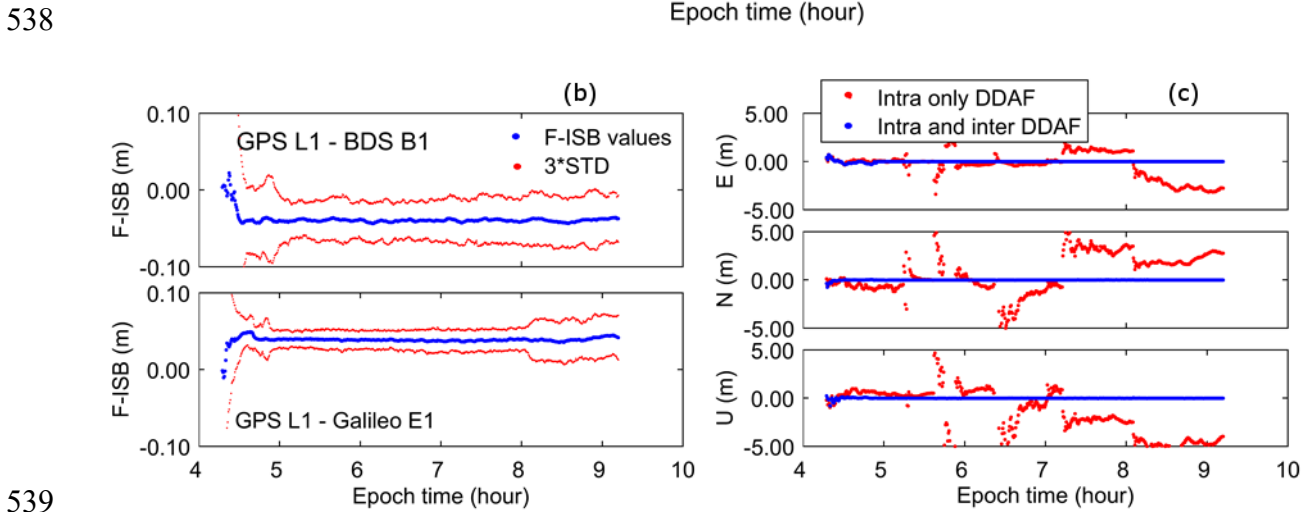 538
Epoch time (hour)
(b)
0.10
GPS L1 - BDS B1
F-ISB values
3*STD
F-ISB (m)
0.00
-0.10
0.10
F-ISB (m)
0.00
GPS L1 - Galileo E1
-0.10
4 5 6 7 8 9 10
Epoch time (hour)
(c)
5.00
Intra only DDAF
Intra and inter DDAF
E (m)
0.00
-5.00
5.00
N (m)
0.00
-5.00
5.00
U (m)
0.00
-5.00
4 5 6 7 8 9 10
Epoch time (hour)
539